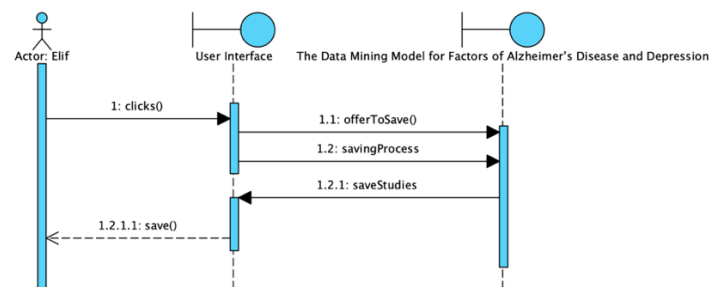 Actor: Elif
User Interface
The Data Mining Model for Factors of Alzheimer's Disease and Depression
1: clicks()
1.1: offerToSave()
1.2: savingProcess
1.2.1: saveStudies
1.2.1.1: save()